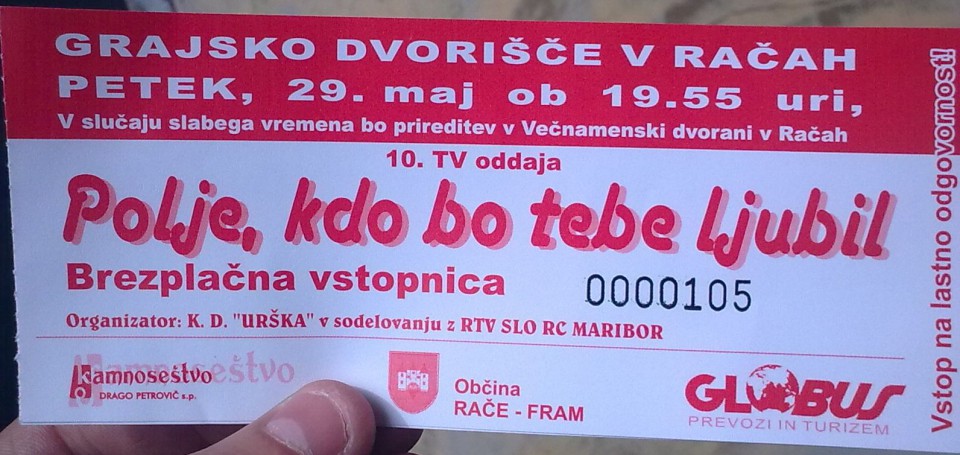 GRAJSKO DVORIŠČE V RAČAH
PETEK, 29. maj ob 19.55 uri,
V slučaju slabega vremena bo prireditev v Večnamenski dvorani v Račah
10. TV oddaja
Polje, kdo bo tebe ljubil
Brezplačna vstopnica
0000105
Organizator: K. D. "URŠKA" v sodelovanju z RTV SLO RC MARIBOR
Kamnoseštvo
DRAGO PETROVIČ s.p.
Občina
RAČE - FRAM
GLOBUS
PREVOZI IN TURIZEM
Vstop na lastno odgovornost!